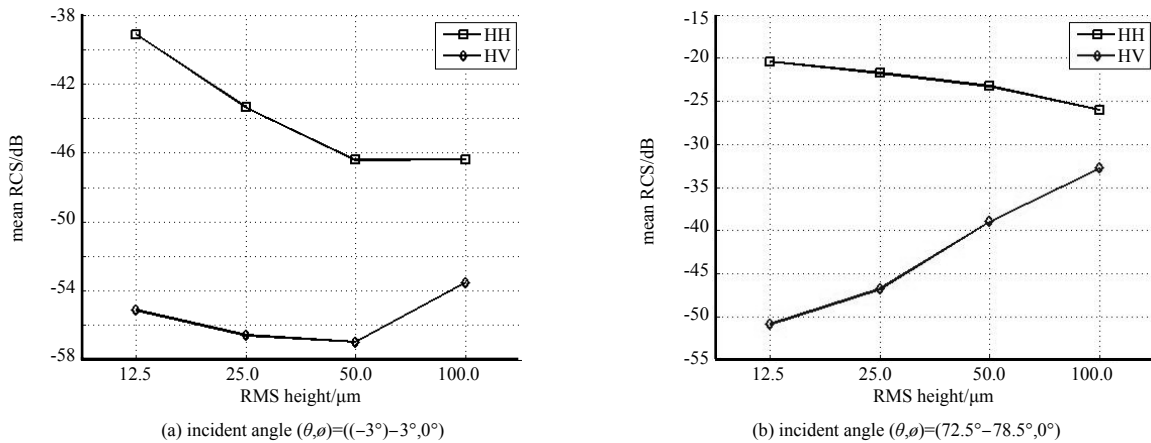 -38
-42
-46
-50
-54
-58
mean RCS/dB
12.5 25.0 50.0 100.0
RMS height/μm
HH
HV
(a) incident angle (θ,ø)=((−3°)−3°,0°)
-15
-20
-25
-30
-35
-40
-45
-50
-55
mean RCS/dB
12.5 25.0 50.0 100.0
RMS height/μm
HH
HV
(b) incident angle (θ,ø)=(72.5°−78.5°,0°)